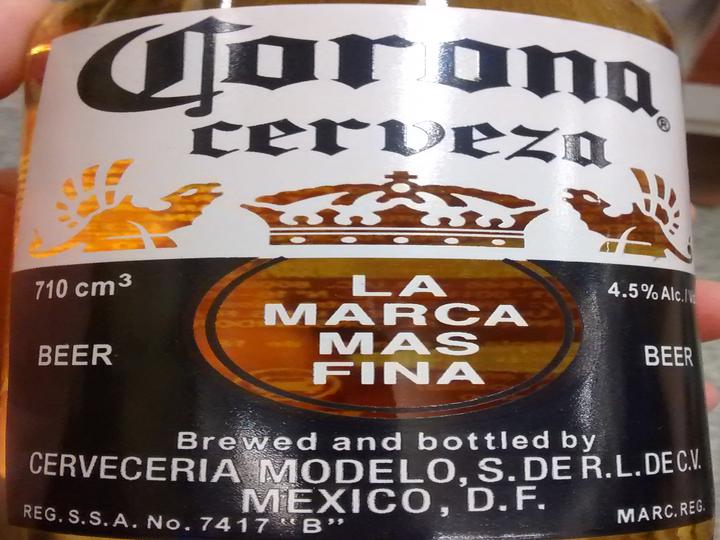 Corona®
cerveza
710 cm³
4.5% Alc./
LA
MARCA
MAS
FINA
BEER
BEER
Brewed and bottled by
CERVECERIA MODELO, S. DE R.L. DE C.V.
MEXICO, D.F.
REG. S.S.A. No. 7417 "B"
MARC. REG.